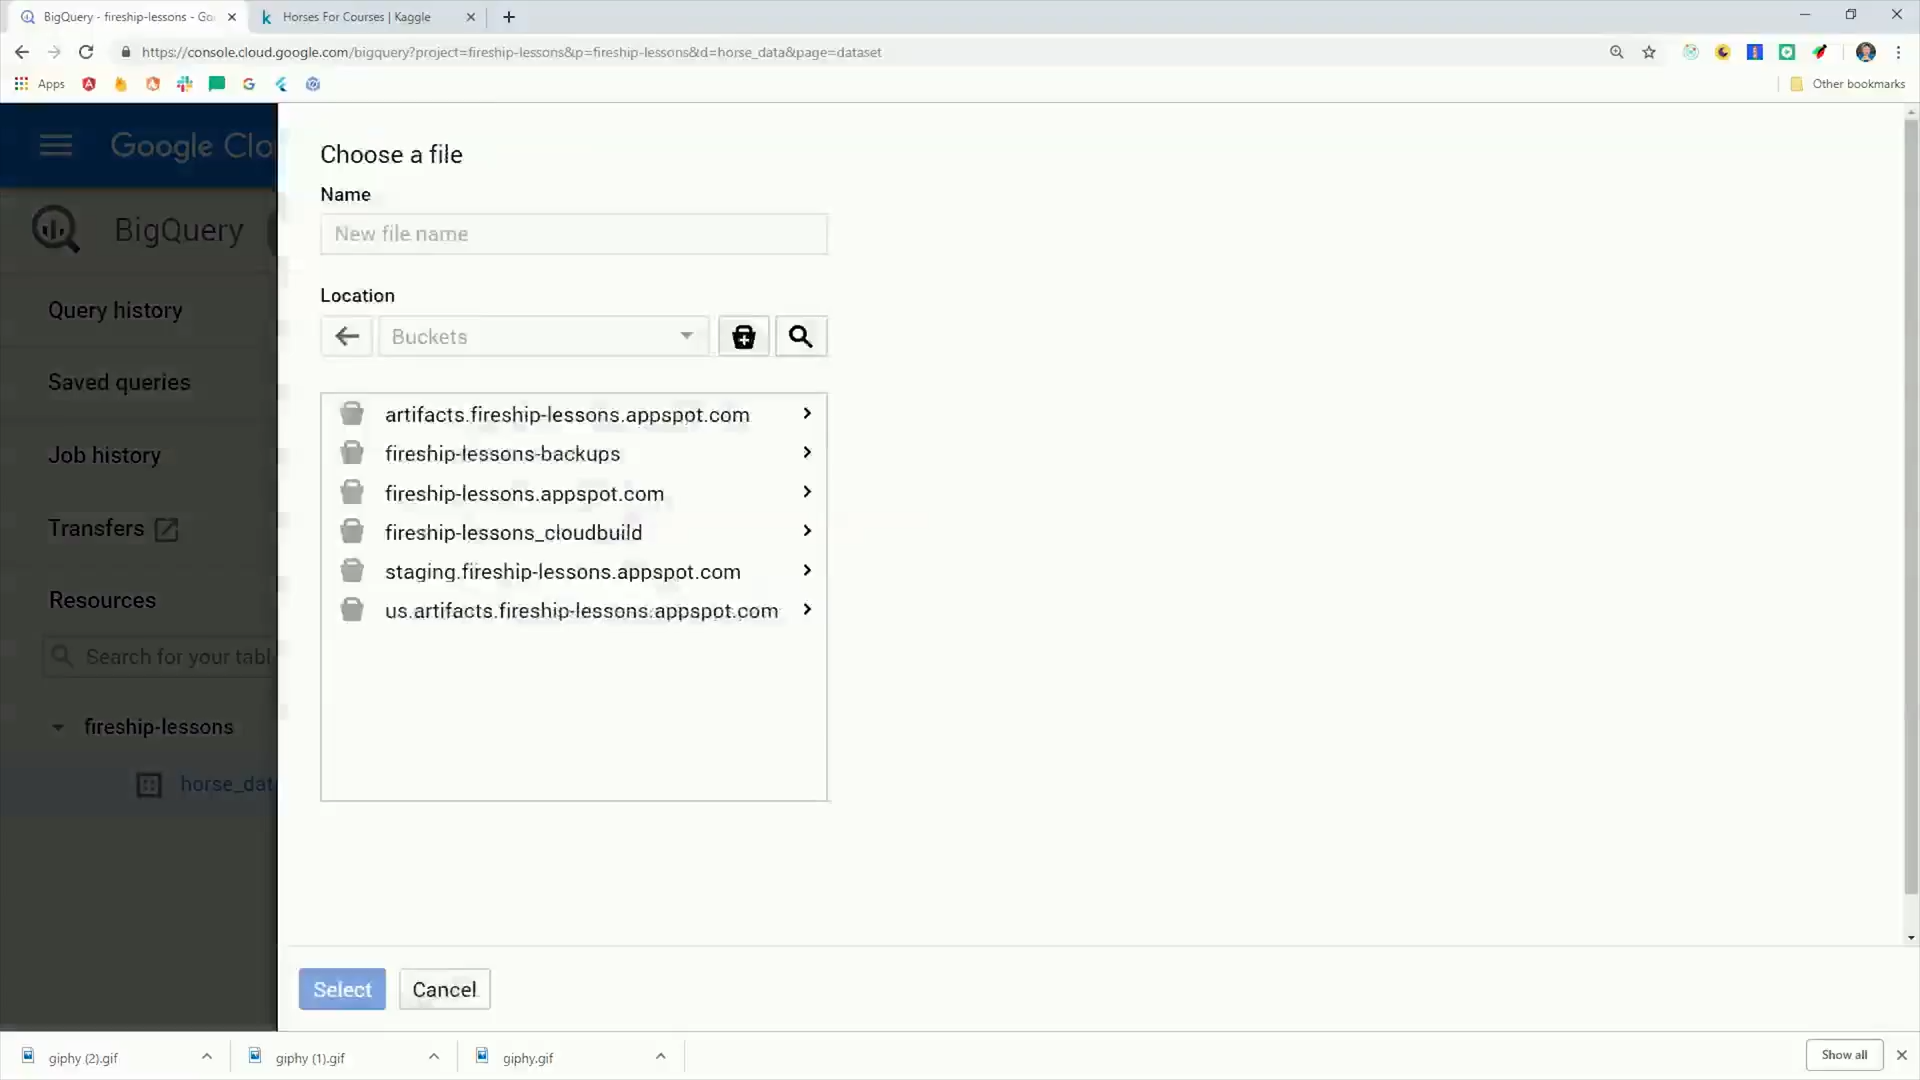 BigQuery - fireship-lessons - Go
Horses For Courses | Kaggle
https://console.cloud.google.com/bigquery?project=fireship-lessons&p=fireship-lessons&d=horse_data&page=dataset
Apps
Other bookmarks
Google Clo
BigQuery
Query history
Saved queries
Job history
Transfers
Resources
Search for your tabl
fireship-lessons
horse_dat
Choose a file
Name
New file name
Location
Buckets
artifacts.fireship-lessons.appspot.com
fireship-lessons-backups
fireship-lessons.appspot.com
fireship-lessons_cloudbuild
staging.fireship-lessons.appspot.com
us.artifacts.fireship-lessons.appspot.com
Select
Cancel
giphy (2).gif
giphy (1).gif
giphy.gif
Show all